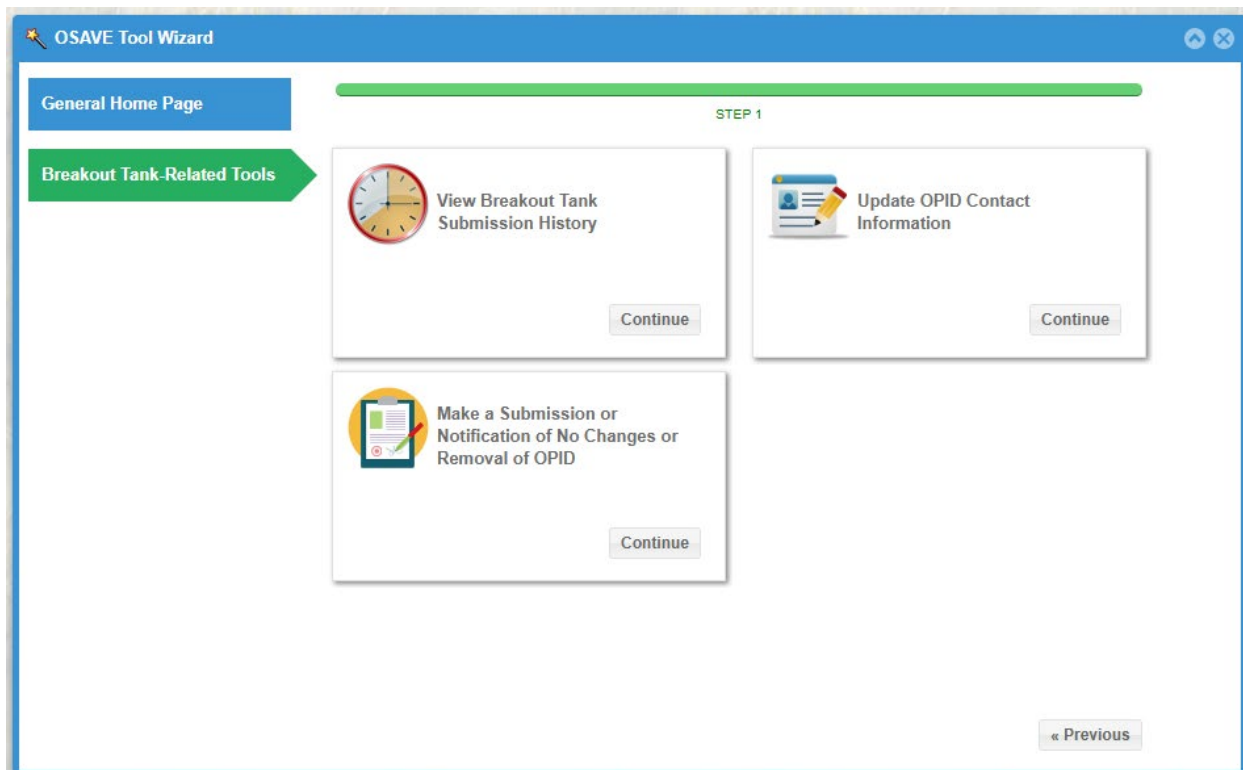 OSAVE Tool Wizard
General Home Page
Breakout Tank-Related Tools
STEP 1
View Breakout Tank
Submission History
Continue
Update OPID Contact
Information
Continue
Make a Submission or
Notification of No Changes or
Removal of OPID
Continue
« Previous